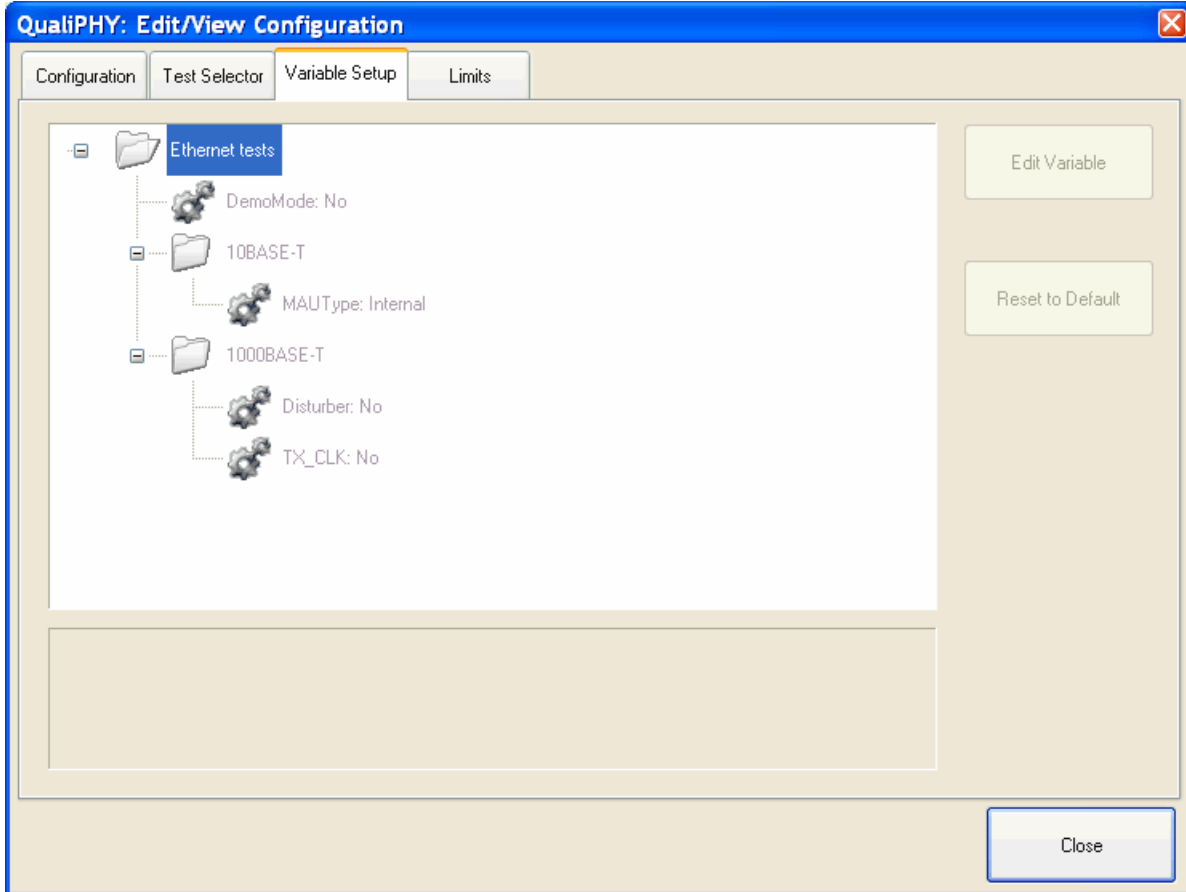 QualiPHY: Edit/View Configuration
Configuration
Test Selector
Variable Setup
Limits
Ethernet tests
DemoMode: No
10BASE-T
MAUType: Internal
1000BASE-T
Disturber: No
TX_CLK: No
Edit Variable
Reset to Default
Close